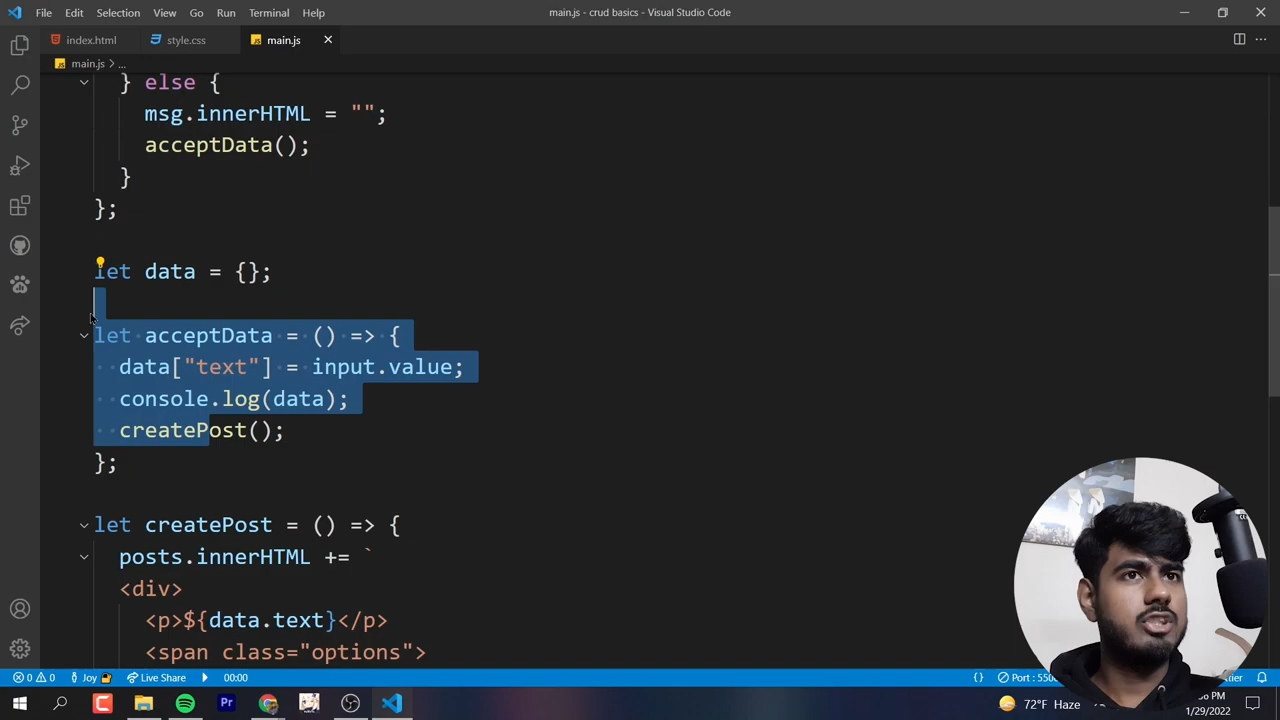 File Edit Selection View Go Run Terminal Help
main.js - crud basics - Visual Studio Code
index.html
style.css
main.js
main.js > ...
} else {
msg.innerHTML = "";
acceptData();
}
};
let data = {};
let acceptData = () => {
data["text"] = input.value;
console.log(data);
createPost();
};
let createPost = () => {
posts.innerHTML += `
<div>
<p>${data.text}</p>
<span class="options">
0 0 Joy Live Share 00:00
{} Port :
72°F Haze
1/29/2022